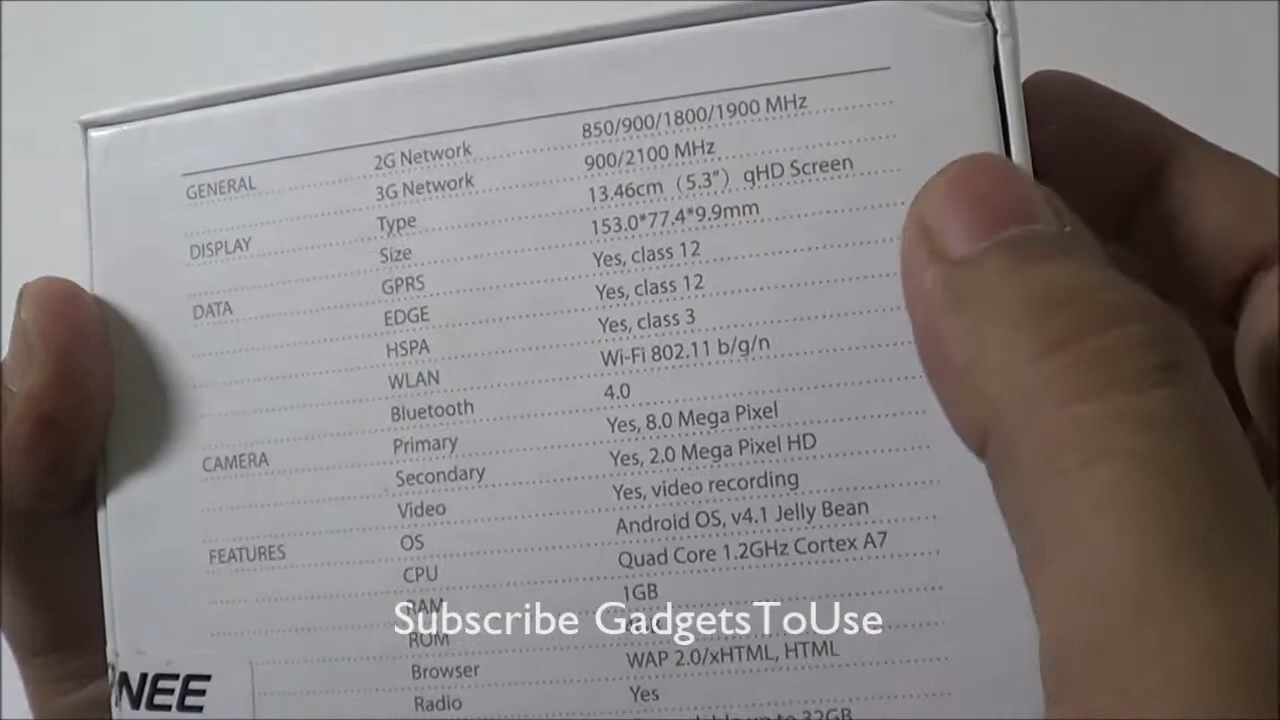 GENERAL 2G Network 850/900/1800/1900 MHz
3G Network 900/2100 MHz
DISPLAY Type 13.46cm (5.3") qHD Screen
Size 153.0*77.4*9.9mm
DATA GPRS Yes, class 12
EDGE Yes, class 12
HSPA Yes, class 3
WLAN Wi-Fi 802.11 b/g/n
Bluetooth 4.0
CAMERA Primary Yes, 8.0 Mega Pixel
Secondary Yes, 2.0 Mega Pixel HD
Video Yes, video recording
FEATURES OS Android OS, v4.1 Jelly Bean
CPU Quad Core 1.2GHz Cortex A7
RAM 1GB
Subscribe GadgetsToUse
ROM
Browser WAP 2.0/xHTML, HTML
Radio Yes
up to 32GB
NEE